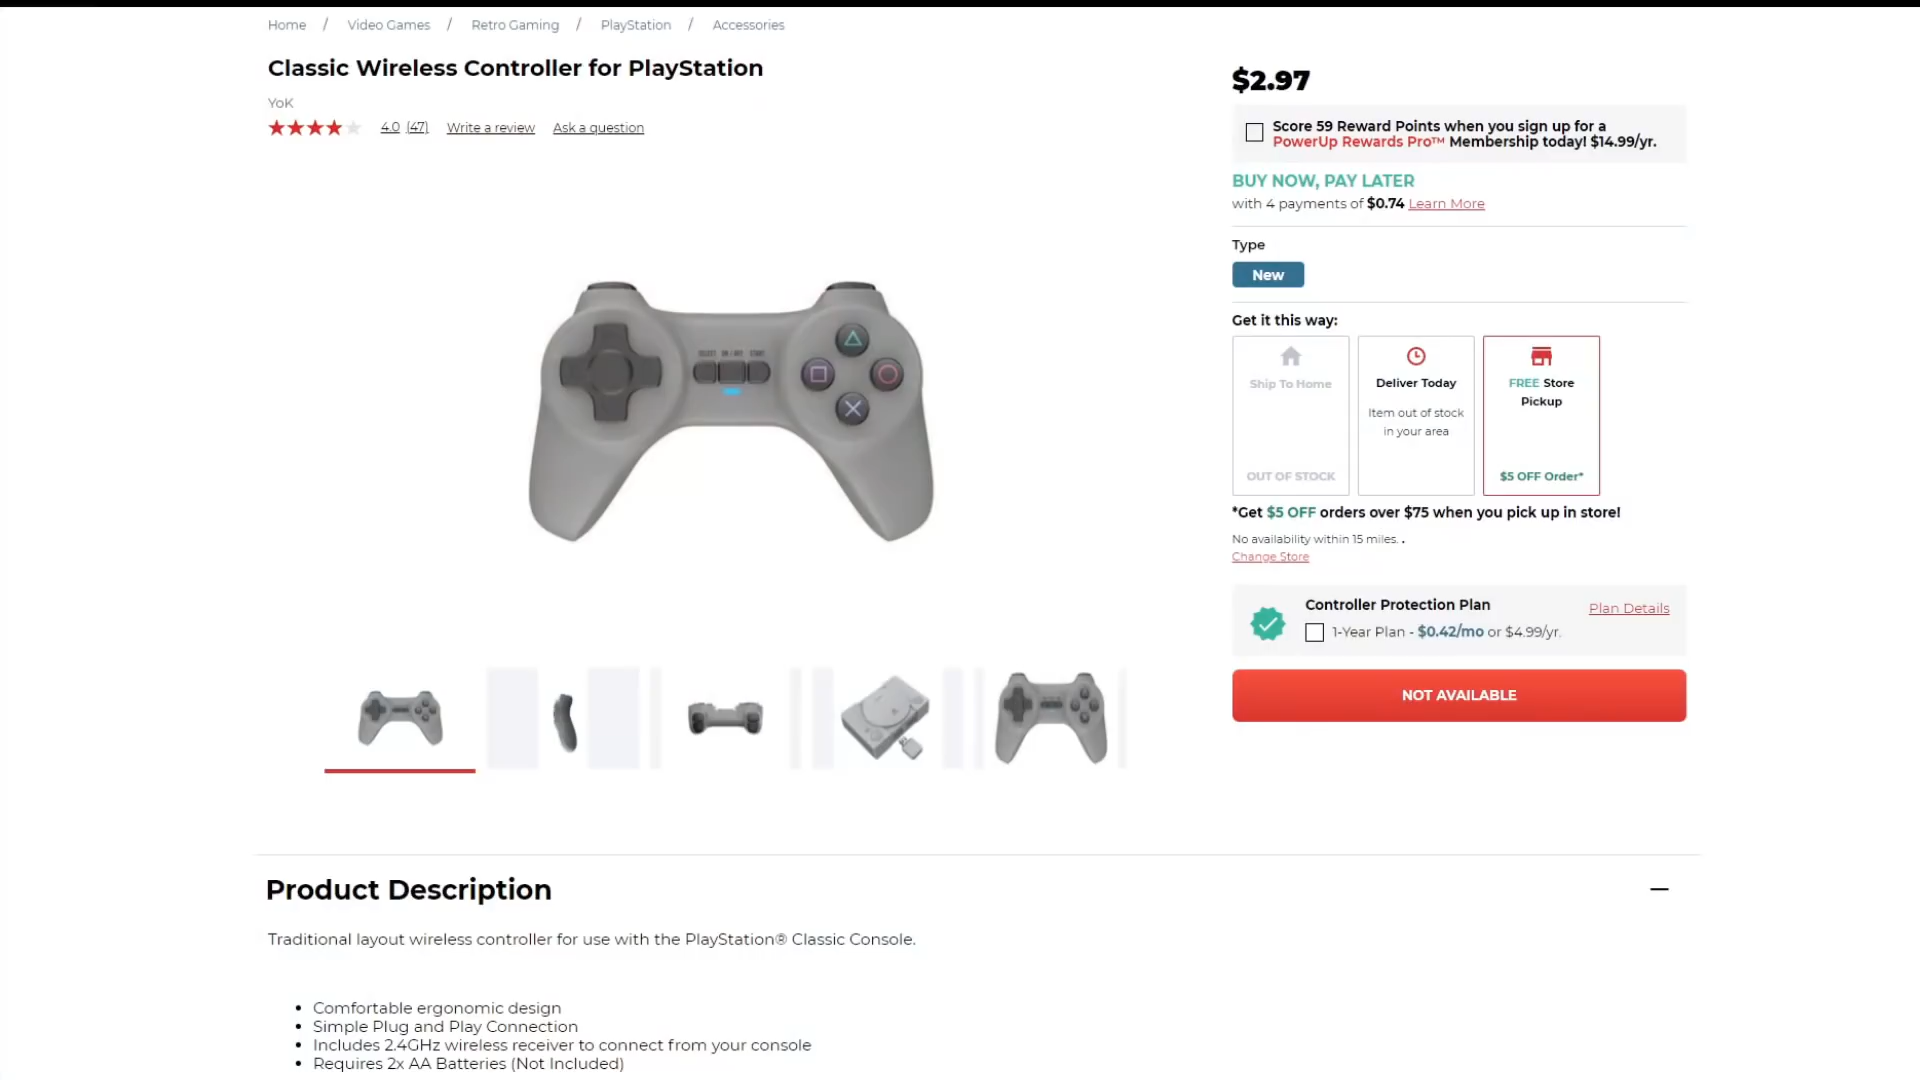 Home / Video Games / Retro Gaming / PlayStation / Accessories
Classic Wireless Controller for PlayStation
YoK
4.0 (47) Write a review Ask a question
SELECT ON / OFF START
$2.97
Score 59 Reward Points when you sign up for a
PowerUp Rewards Pro™ Membership today! $14.99/yr.
BUY NOW, PAY LATER
with 4 payments of $0.74 Learn More
Type
New
Get it this way:
Ship To Home
OUT OF STOCK
Deliver Today
Item out of stock
in your area
FREE Store
Pickup
$5 OFF Order*
*Get $5 OFF orders over $75 when you pick up in store!
No availability within 15 miles. .
Change Store
Controller Protection Plan
Plan Details
1-Year Plan - $0.42/mo or $4.99/yr.
NOT AVAILABLE
Product Description
Traditional layout wireless controller for use with the PlayStation® Classic Console.
• Comfortable ergonomic design
• Simple Plug and Play Connection
• Includes 2.4GHz wireless receiver to connect from your console
• Requires 2x AA Batteries (Not Included)